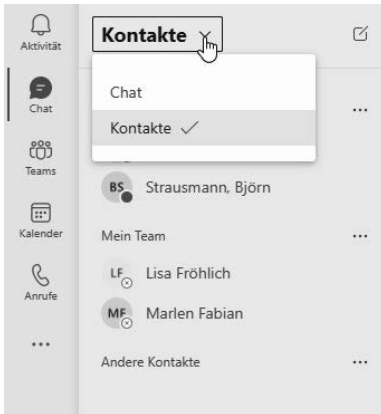 Aktivität
Chat
Teams
Kalender
Anrufe
Kontakte
Chat
Kontakte
BS Strausmann, Björn
Mein Team
LF Lisa Fröhlich
MF Marlen Fabian
Andere Kontakte